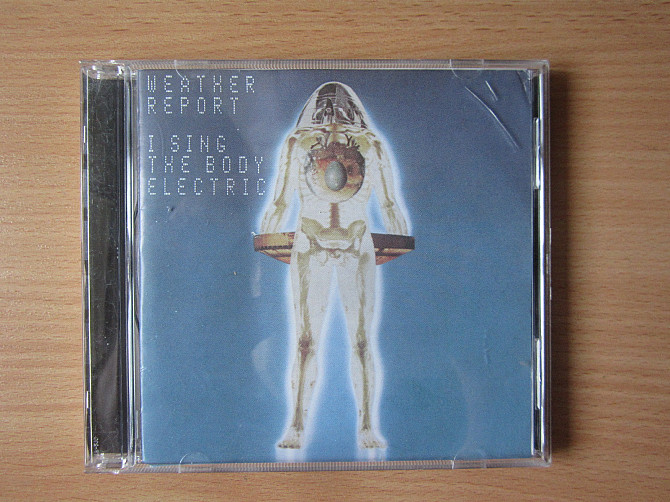 WEATHER
REPORT
I SING
THE BODY
ELECTRIC